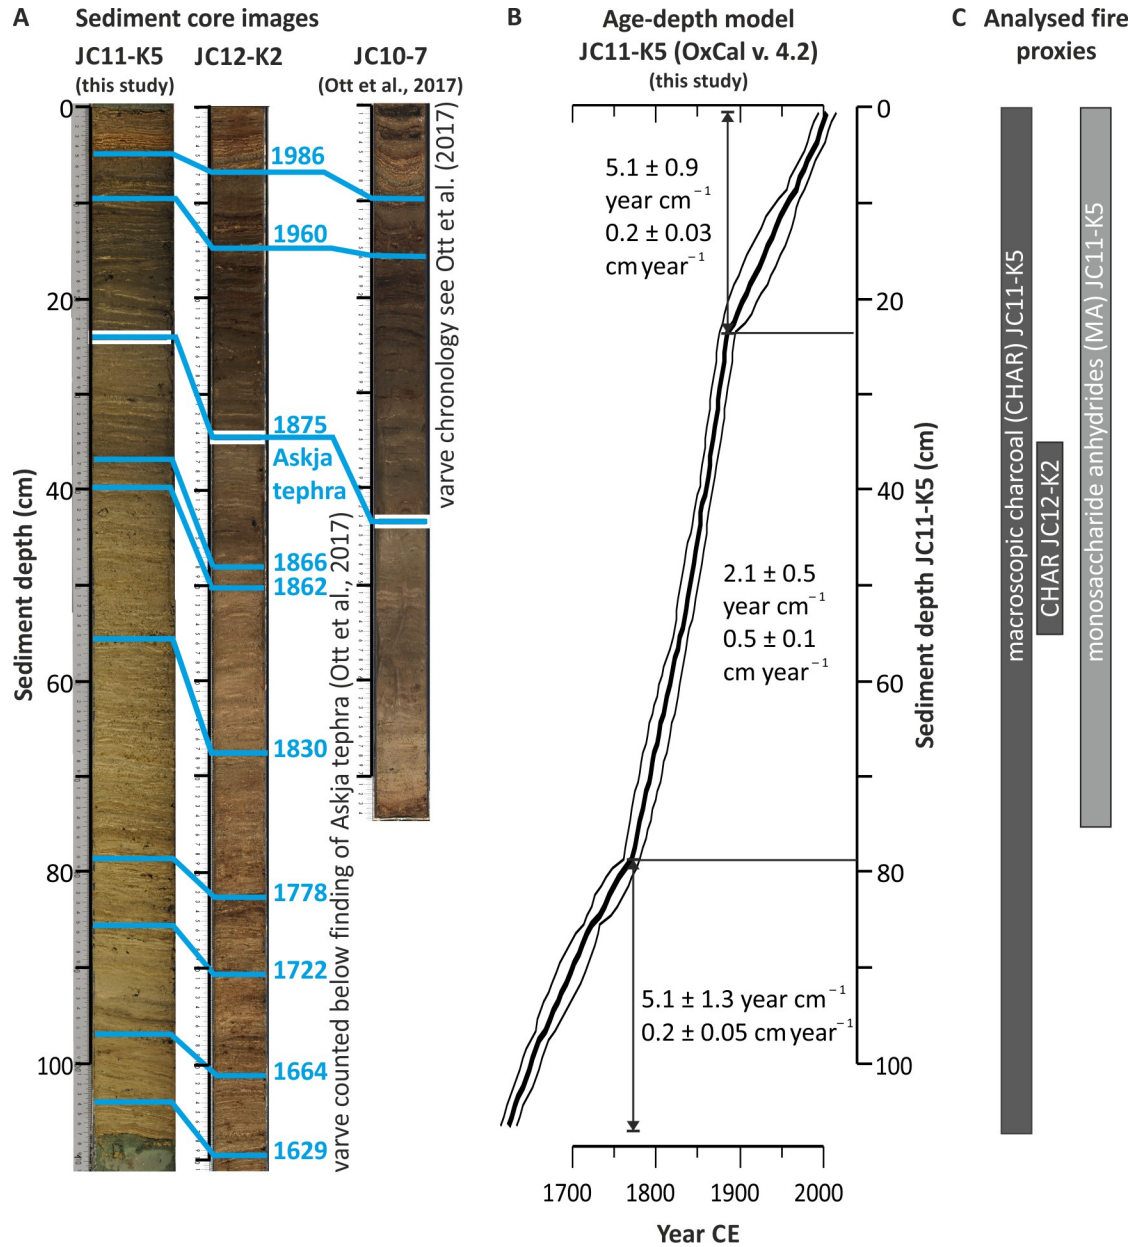 A
Sediment core images
JC11-K5
(this study)
JC12-K2
JC10-7
(Ott et al., 2017)
0
20
40
60
80
100
Sediment depth (cm)
1986
1960
1875
Askja
tephra
1866
1862
1830
1778
1722
1664
1629
varve chronology see Ott et al. (2017)
varve counted below finding of Askja tephra (Ott et al., 2017)
B
Age-depth model
JC11-K5 (OxCal v. 4.2)
(this study)
5.1 ± 0.9
year cm⁻¹
0.2 ± 0.03
cm year⁻¹
2.1 ± 0.5
year cm⁻¹
0.5 ± 0.1
cm year⁻¹
5.1 ± 1.3 year cm⁻¹
0.2 ± 0.05 cm year⁻¹
0
20
40
60
80
100
Sediment depth JC11-K5 (cm)
1700 1800 1900 2000
Year CE
C
Analysed fire
proxies
macroscopic charcoal (CHAR) JC11-K5
CHAR JC12-K2
monosaccharide anhydrides (MA) JC11-K5